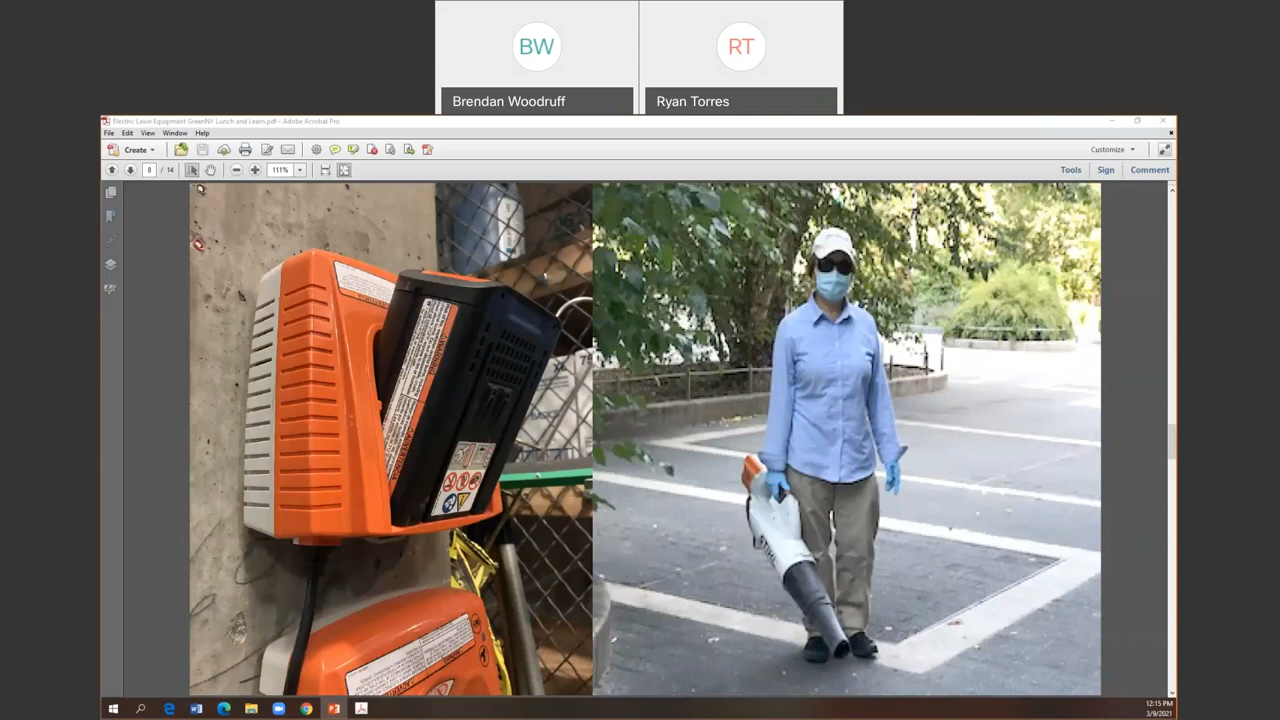 BW
RT
Brendan Woodruff
Ryan Torres
Electric Lawn Equipment GreenNY Lunch and Learn.pdf - Adobe Acrobat Pro
File Edit View Window Help
Create
Customize
8 / 14
111%
Tools Sign Comment
12:15 PM
3/9/2021